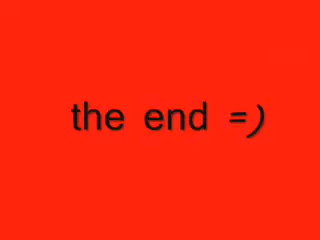 the end =)